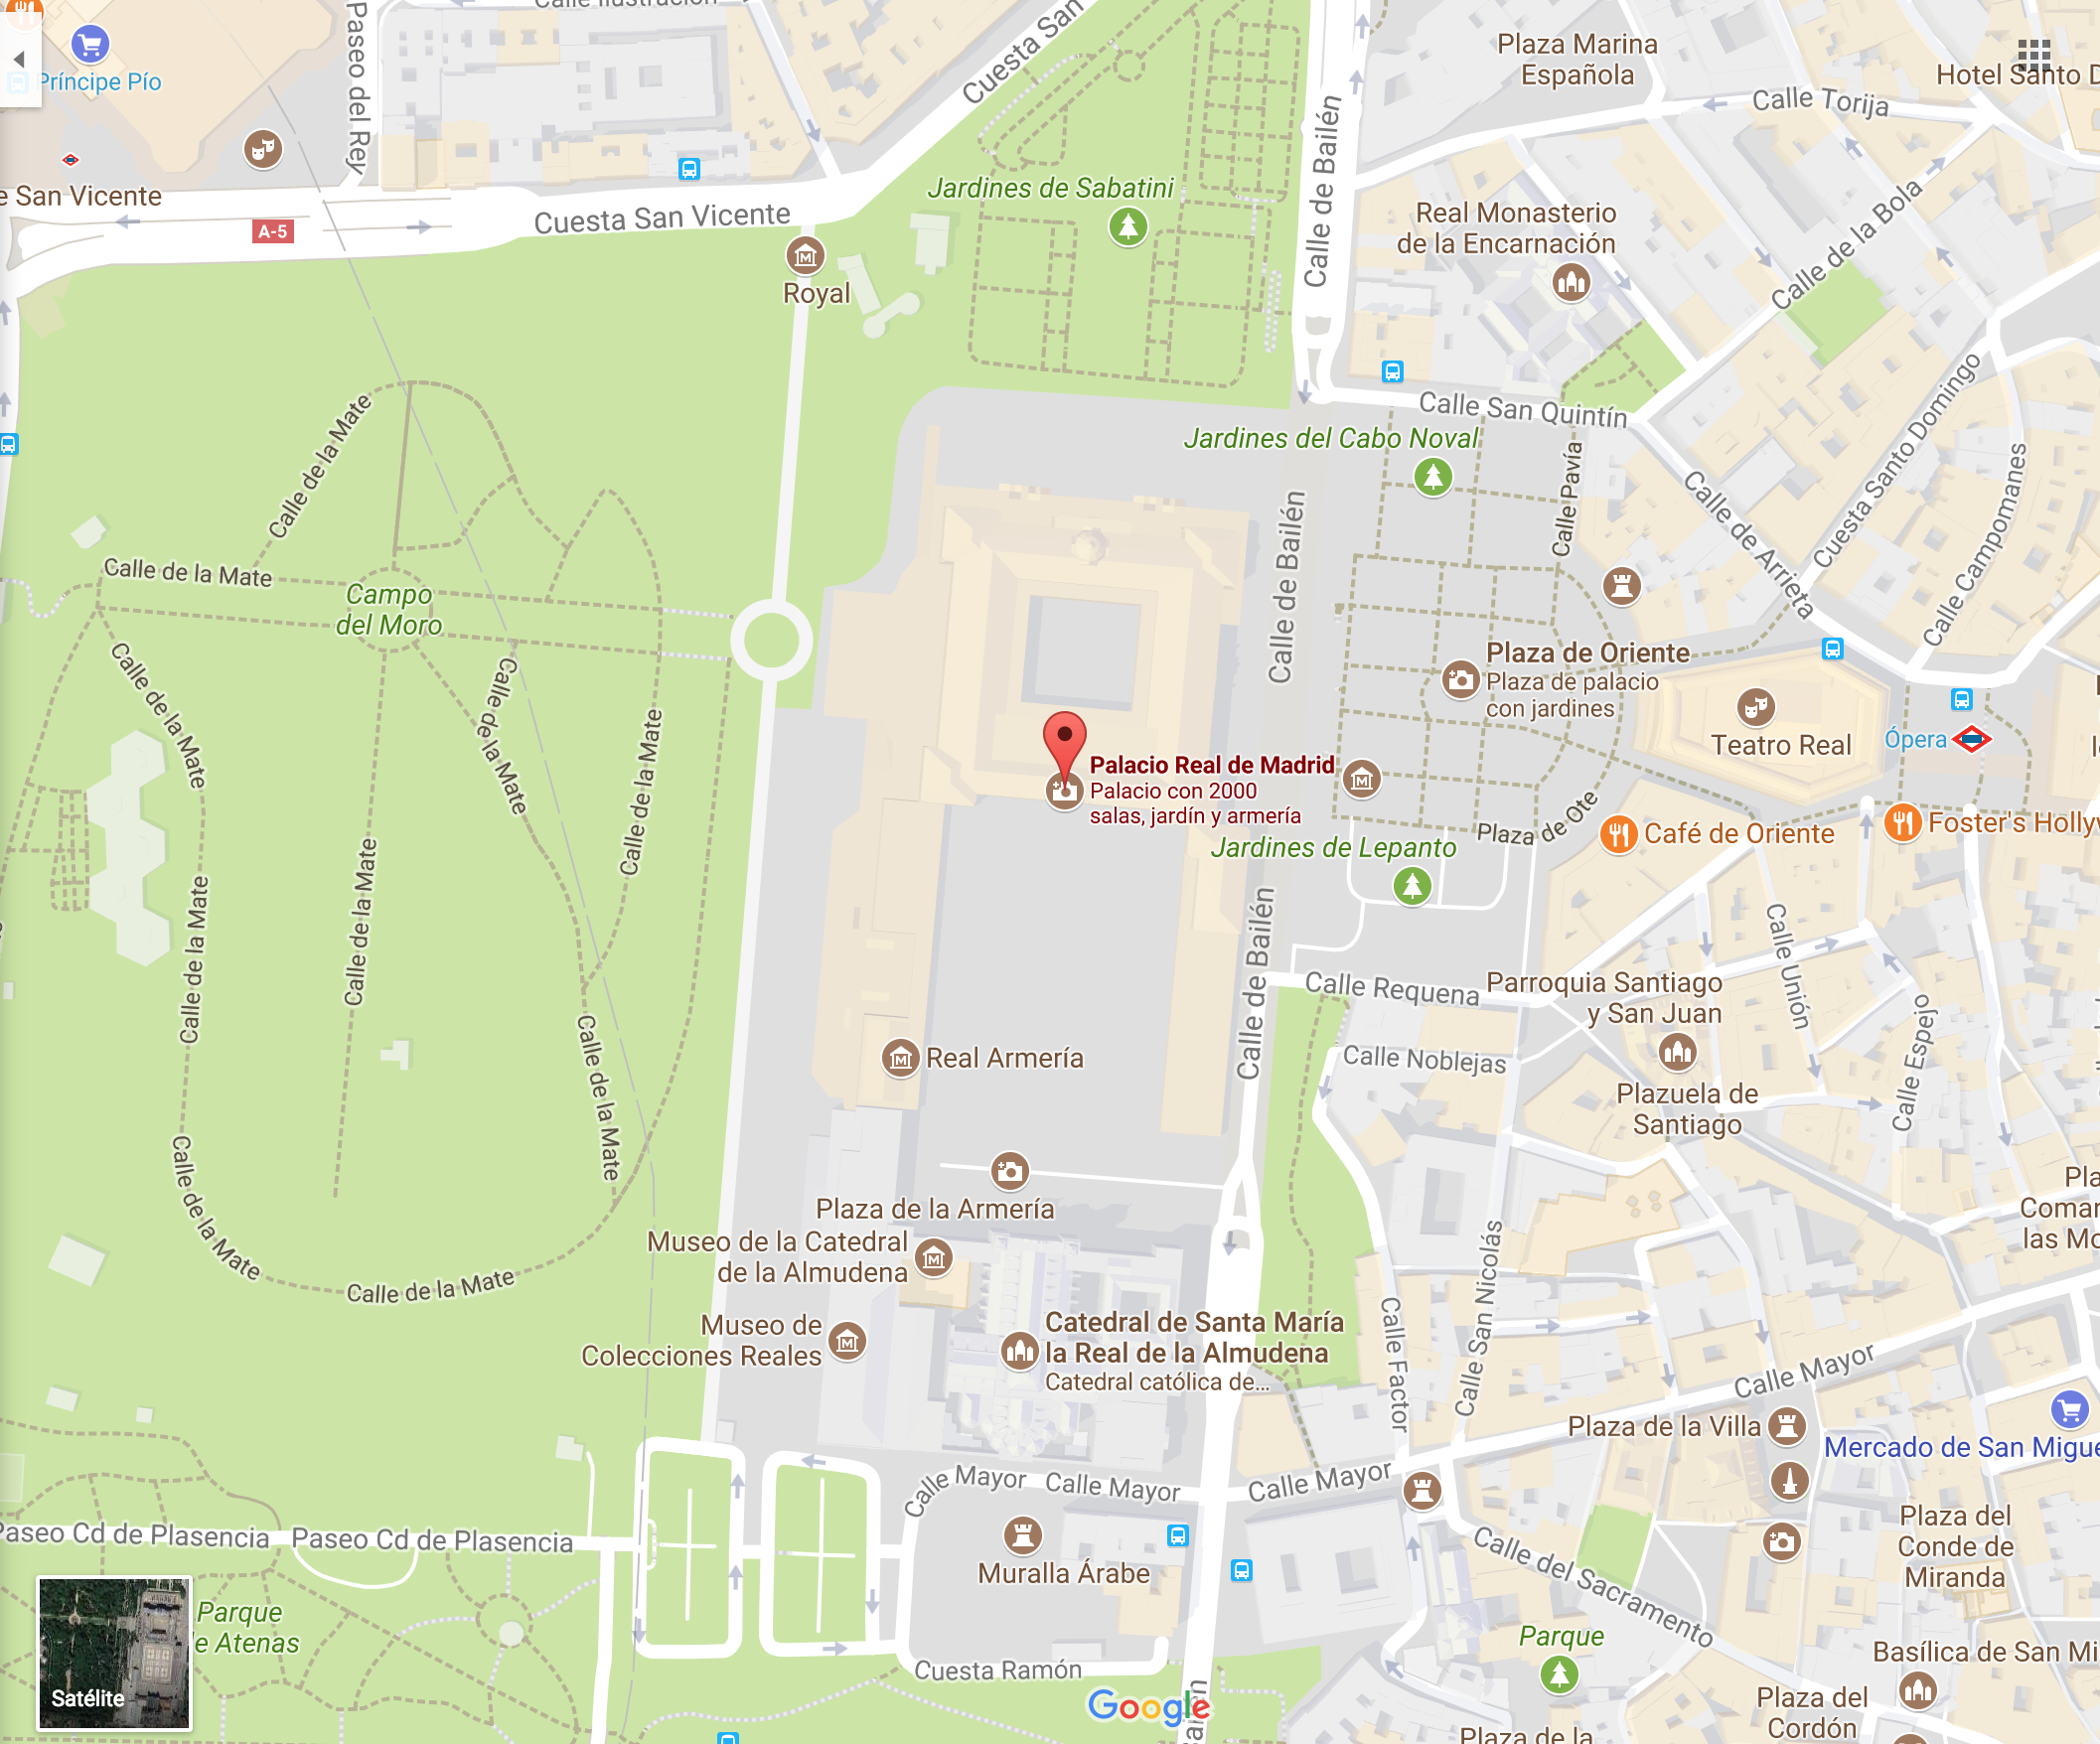 Calle Ilustración
Paseo del Rey
Cuesta San
Príncipe Pío
e San Vicente
A-5
Cuesta San Vicente
Royal
Jardines de Sabatini
Calle de Bailén
Plaza Marina
Española
Hotel Santo D
Calle Torija
Real Monasterio
de la Encarnación
Calle de la Bola
Calle San Quintín
Jardines del Cabo Noval
Calle Pavía
Calle de Arrieta
Cuesta Santo Domingo
Calle Campomanes
Calle de la Mate
Calle de la Mate
Campo
del Moro
Calle de la Mate
Calle de la Mate
Calle de la Mate
Calle de Bailén
Plaza de Oriente
Plaza de palacio
con jardines
Teatro Real
Ópera
Palacio Real de Madrid
Palacio con 2000
salas, jardín y armería
Plaza de Ote
Café de Oriente
Foster's Holly
Jardines de Lepanto
Calle de la Mate
Calle de la Mate
Calle de Bailén
Calle Unión
Calle Requena
Parroquia Santiago
y San Juan
Calle Espejo
Calle Noblejas
Real Armería
Plazuela de
Santiago
Calle de la Mate
Calle de la Mate
Calle de la Mate
Plaza de la Armería
Museo de la Catedral
de la Almudena
Museo de
Colecciones Reales
Catedral de Santa María
la Real de la Almudena
Catedral católica de...
Calle Factor
Calle San Nicolás
Pla
Comar
las Mo
Calle Mayor
Plaza de la Villa
Mercado de San Migue
Calle Mayor
Calle Mayor
Calle Mayor
Paseo Cd de Plasencia
Paseo Cd de Plasencia
Muralla Árabe
Calle del Sacramento
Plaza del
Conde de
Miranda
Parque
e Atenas
Satélite
Cuesta Ramón
Google
Parque
Basílica de San Mi
Plaza del
Cordón
Plaza de la